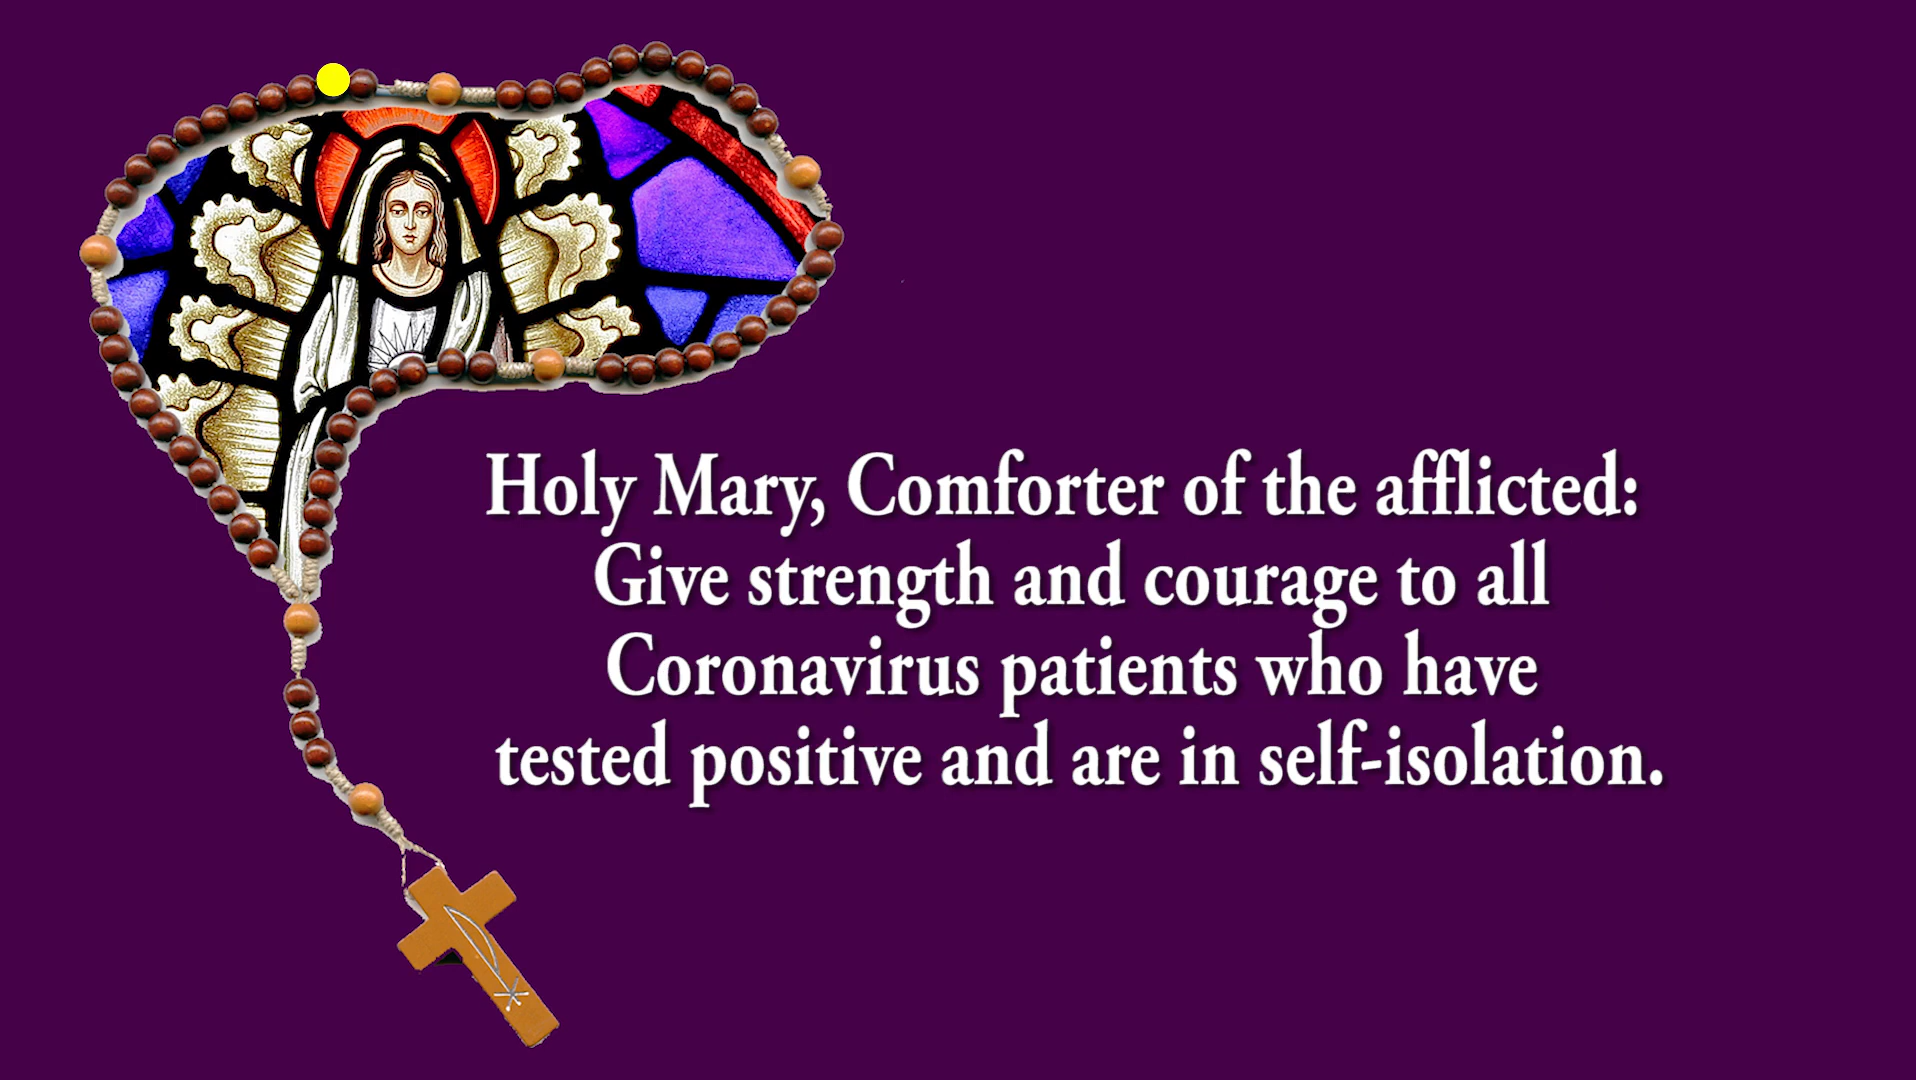 Holy Mary, Comforter of the afflicted:
Give strength and courage to all
Coronavirus patients who have
tested positive and are in self-isolation.